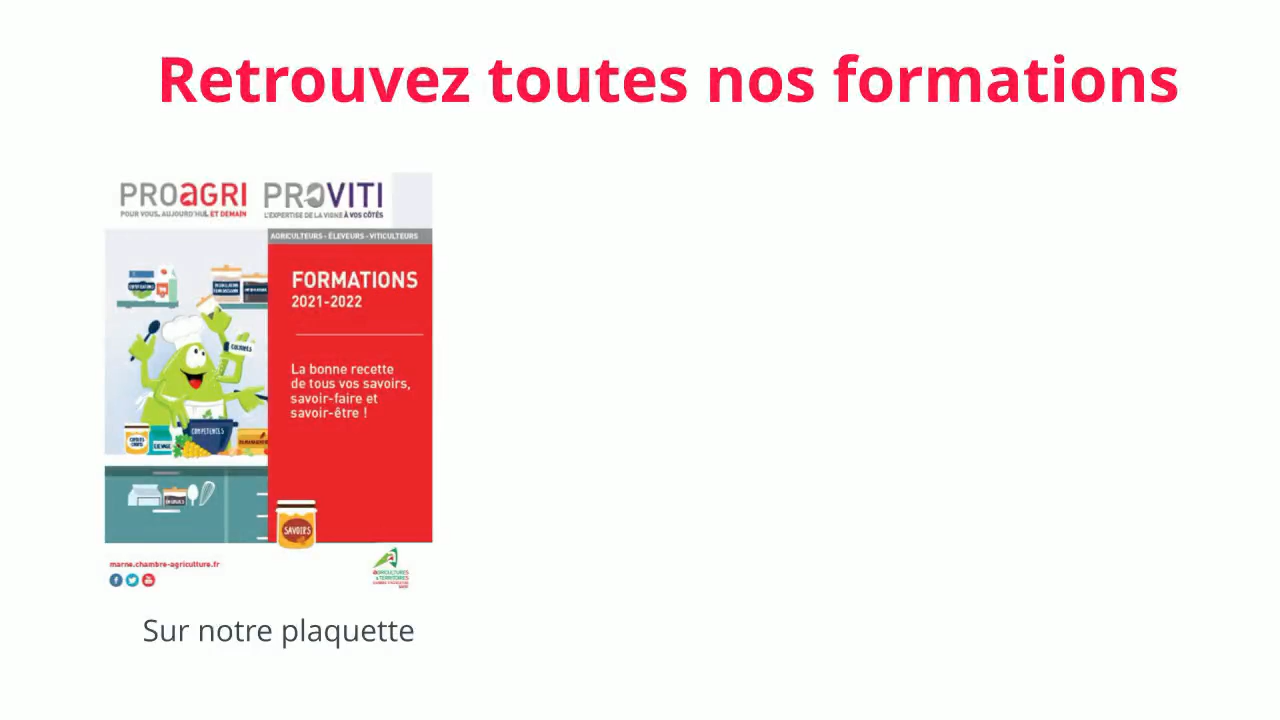 Retrouvez toutes nos formations
PROAGRI
POUR VOUS, AUJOURD'HUI, ET DEMAIN
PROVITI
L'EXPERTISE DE LA VIGNE À VOS CÔTÉS
AGRICULTEURS - ÉLEVEURS - VITICULTEURS
FORMATIONS
2021-2022
La bonne recette
de tous vos savoirs,
savoir-faire et
savoir-être !
COMPÉTENCES
SAVOIRS
marne.chambre-agriculture.fr
AGRICULTURES
& TERRITOIRES
Sur notre plaquette